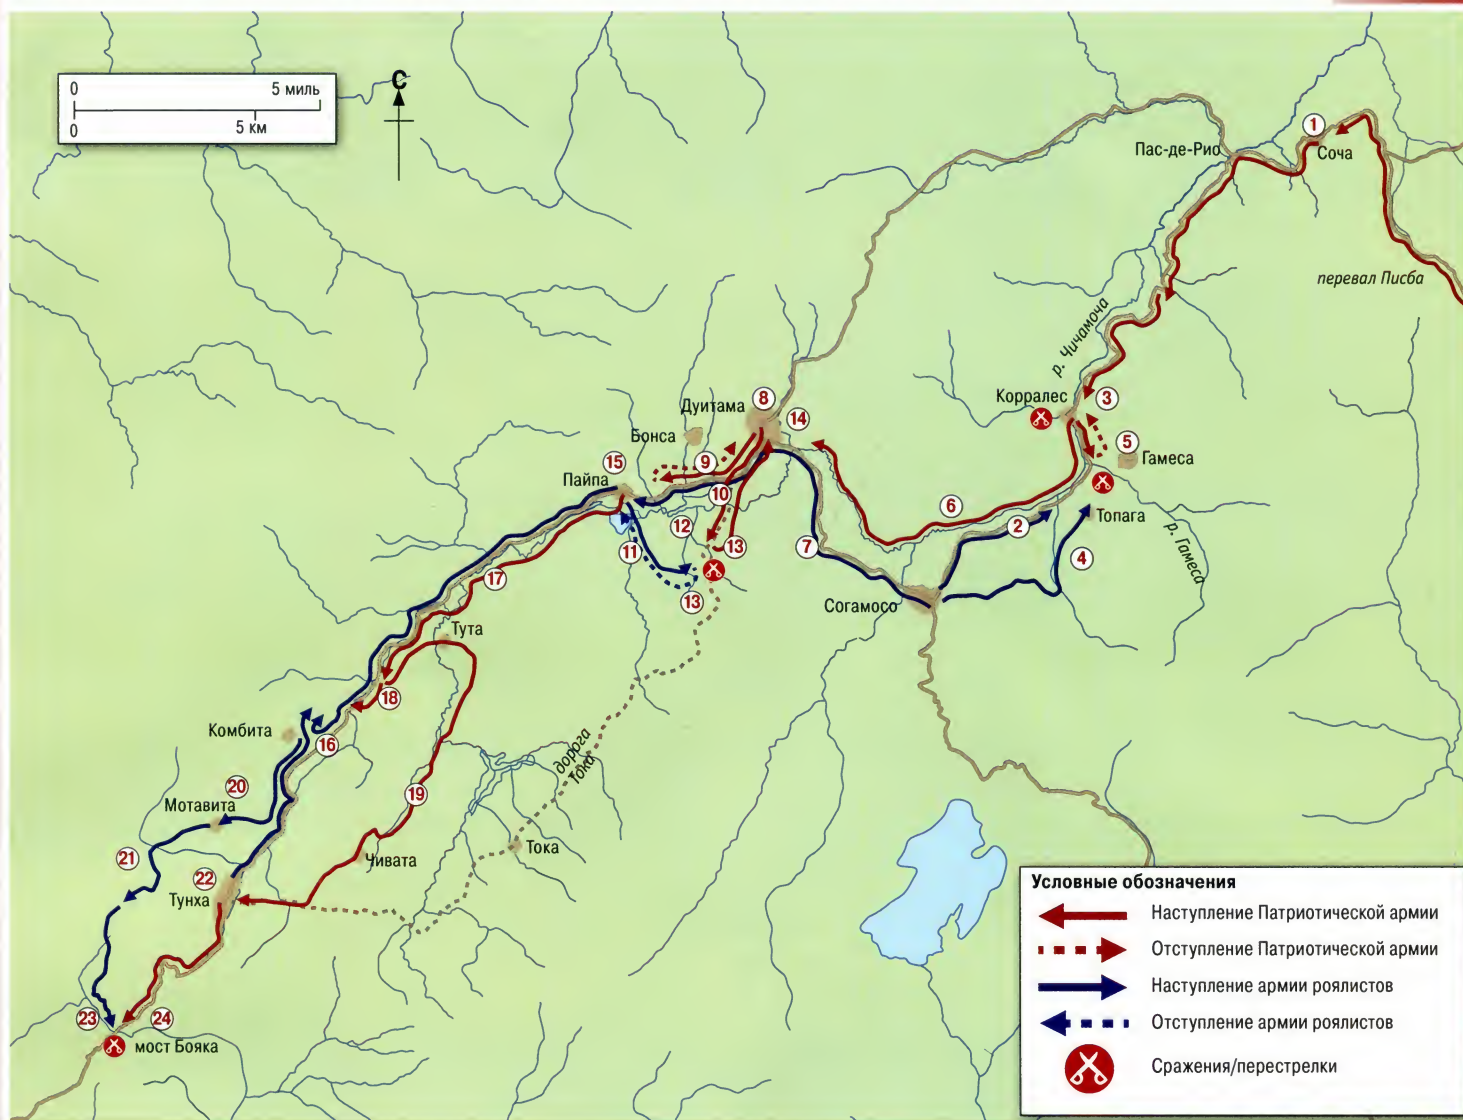 0 5 миль
0 5 км
С
1
Пас-де-Рио
Соча
перевал Писба
р. Чичамоча
Корралес
3
8
Дуитама
14
Бонса
5
Гамеса
9
15
Пайпа
10
6
2
Топага
12
13
7
11
4
р. Гамеса
17
13
Согамосо
Тута
18
Комбита
16
дорога
Тока
20
19
Мотавита
21
Чивата
Тока
22
Тунха
23
24
мост Бояка
Условные обозначения
Наступление Патриотической армии
Отступление Патриотической армии
Наступление армии роялистов
Отступление армии роялистов
Сражения/перестрелки